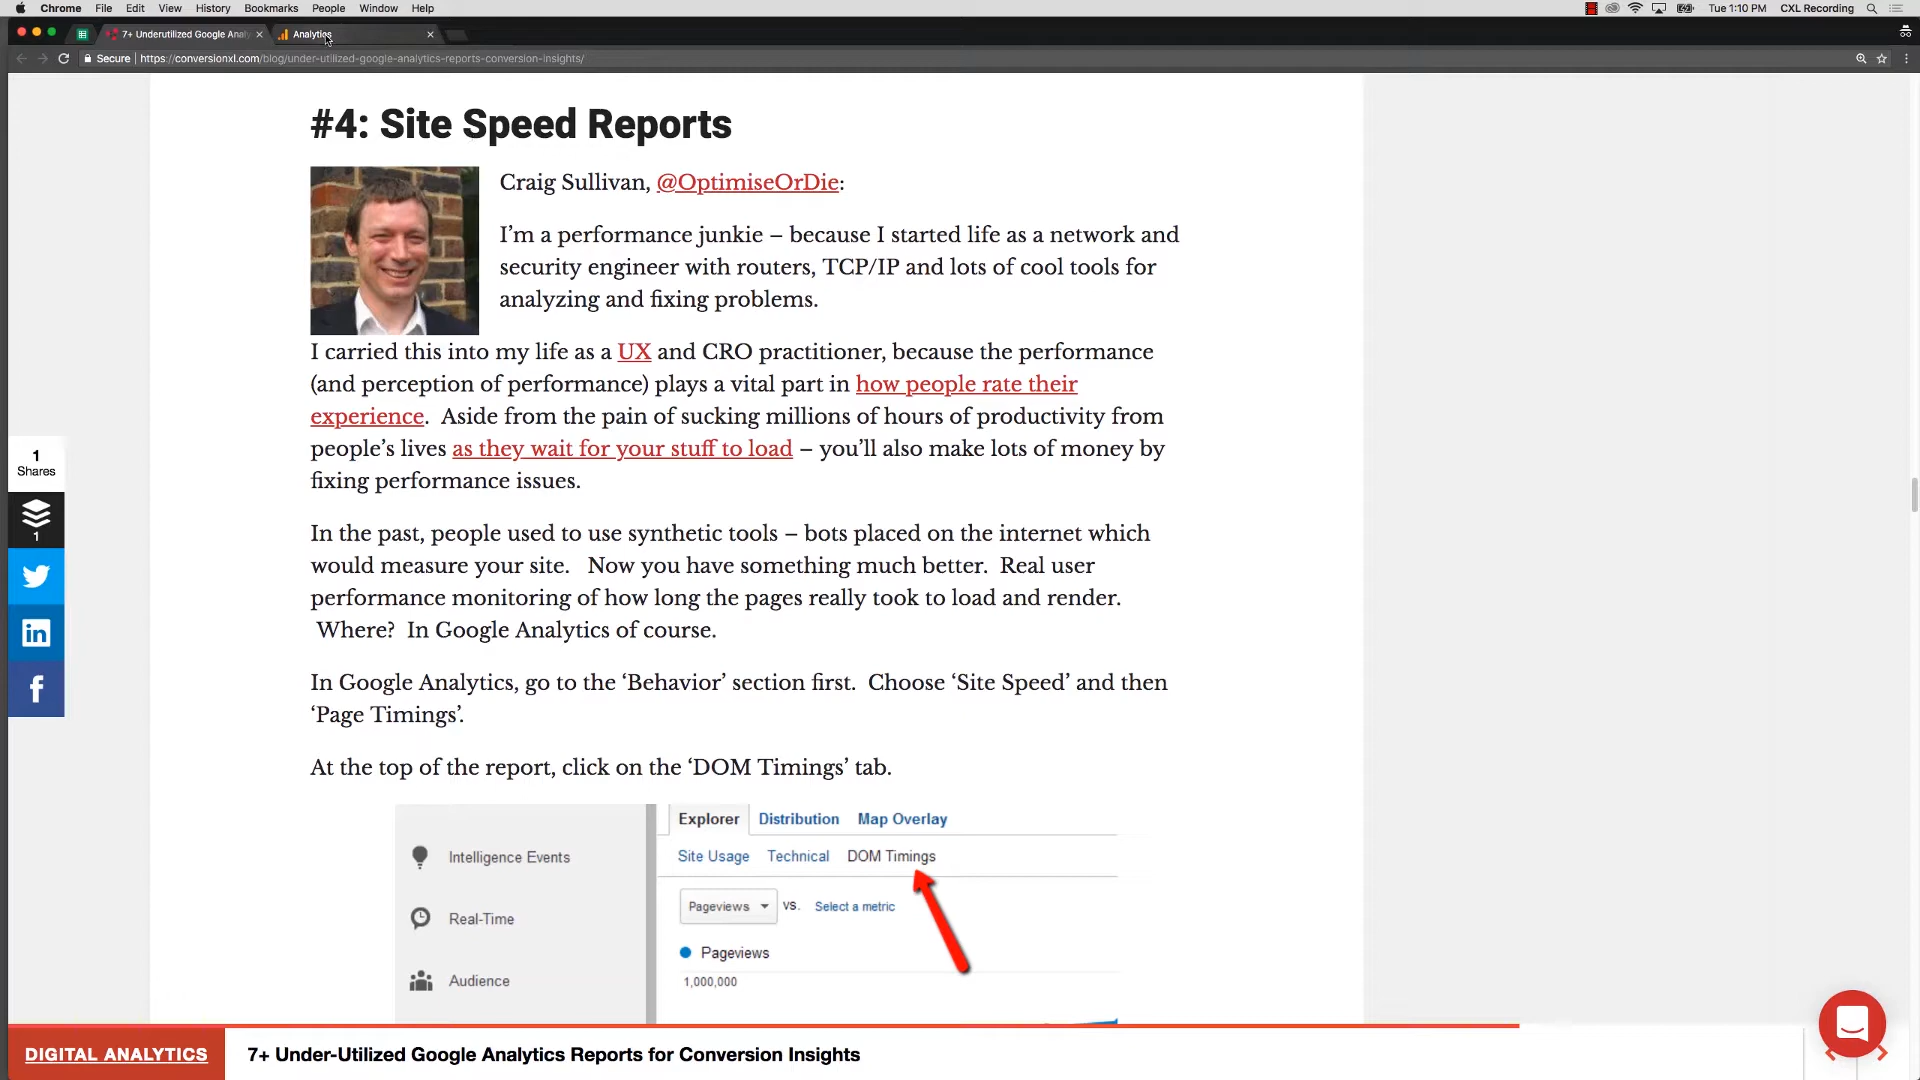 Chrome File Edit View History Bookmarks People Window Help
Tue 1:10 PM CXL Recording
7+ Underutilized Google Analy
Analytics
Secure | https://conversionxl.com/blog/under-utilized-google-analytics-reports-conversion-insights/
#4: Site Speed Reports
Craig Sullivan, @OptimiseOrDie:
I’m a performance junkie – because I started life as a network and
security engineer with routers, TCP/IP and lots of cool tools for
analyzing and fixing problems.
I carried this into my life as a UX and CRO practitioner, because the performance
(and perception of performance) plays a vital part in how people rate their
experience. Aside from the pain of sucking millions of hours of productivity from
people’s lives as they wait for your stuff to load – you’ll also make lots of money by
fixing performance issues.
In the past, people used to use synthetic tools – bots placed on the internet which
would measure your site. Now you have something much better. Real user
performance monitoring of how long the pages really took to load and render.
Where? In Google Analytics of course.
In Google Analytics, go to the ‘Behavior’ section first. Choose ‘Site Speed’ and then
‘Page Timings’.
At the top of the report, click on the ‘DOM Timings’ tab.
1
Shares
1
Intelligence Events
Real-Time
Audience
Explorer Distribution Map Overlay
Site Usage Technical DOM Timings
Pageviews VS. Select a metric
Pageviews
1,000,000
DIGITAL ANALYTICS
7+ Under-Utilized Google Analytics Reports for Conversion Insights